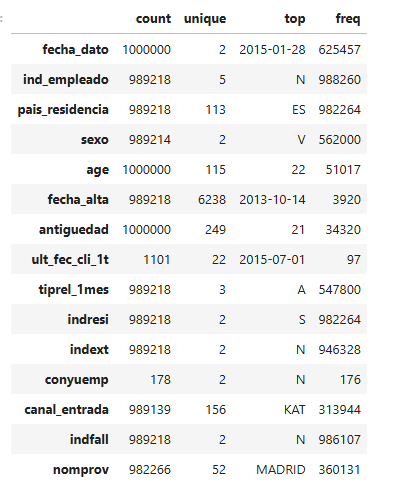 count unique top freq
fecha_dato 1000000 2 2015-01-28 625457
ind_empleado 989218 5 N 988260
pais_residencia 989218 113 ES 982264
sexo 989214 2 V 562000
age 1000000 115 22 51017
fecha_alta 989218 6238 2013-10-14 3920
antiguedad 1000000 249 21 34320
ult_fec_cli_1t 1101 22 2015-07-01 97
tiprel_1mes 989218 3 A 547800
indresi 989218 2 S 982264
indext 989218 2 N 946328
conyuemp 178 2 N 176
canal_entrada 989139 156 KAT 313944
indfall 989218 2 N 986107
nomprov 982266 52 MADRID 360131